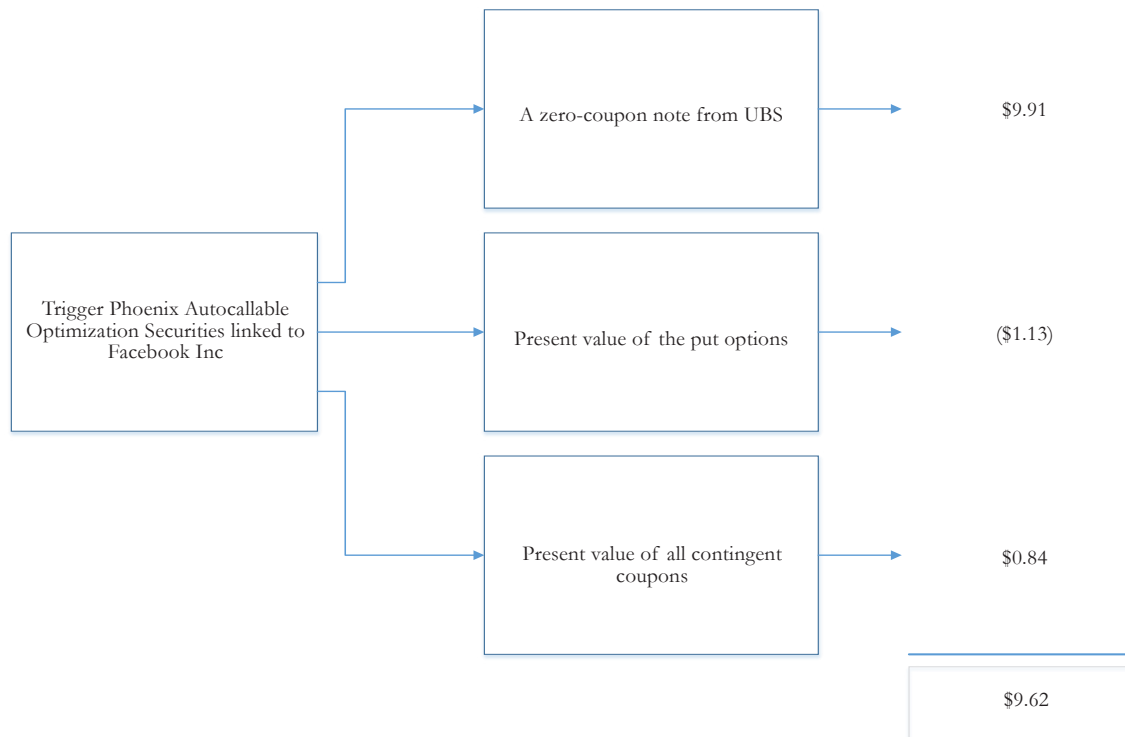 A zero-coupon note from UBS
$9.91
Trigger Phoenix Autocallable
Optimization Securities linked to
Facebook Inc
Present value of the put options
($1.13)
Present value of all contingent
coupons
$0.84
$9.62